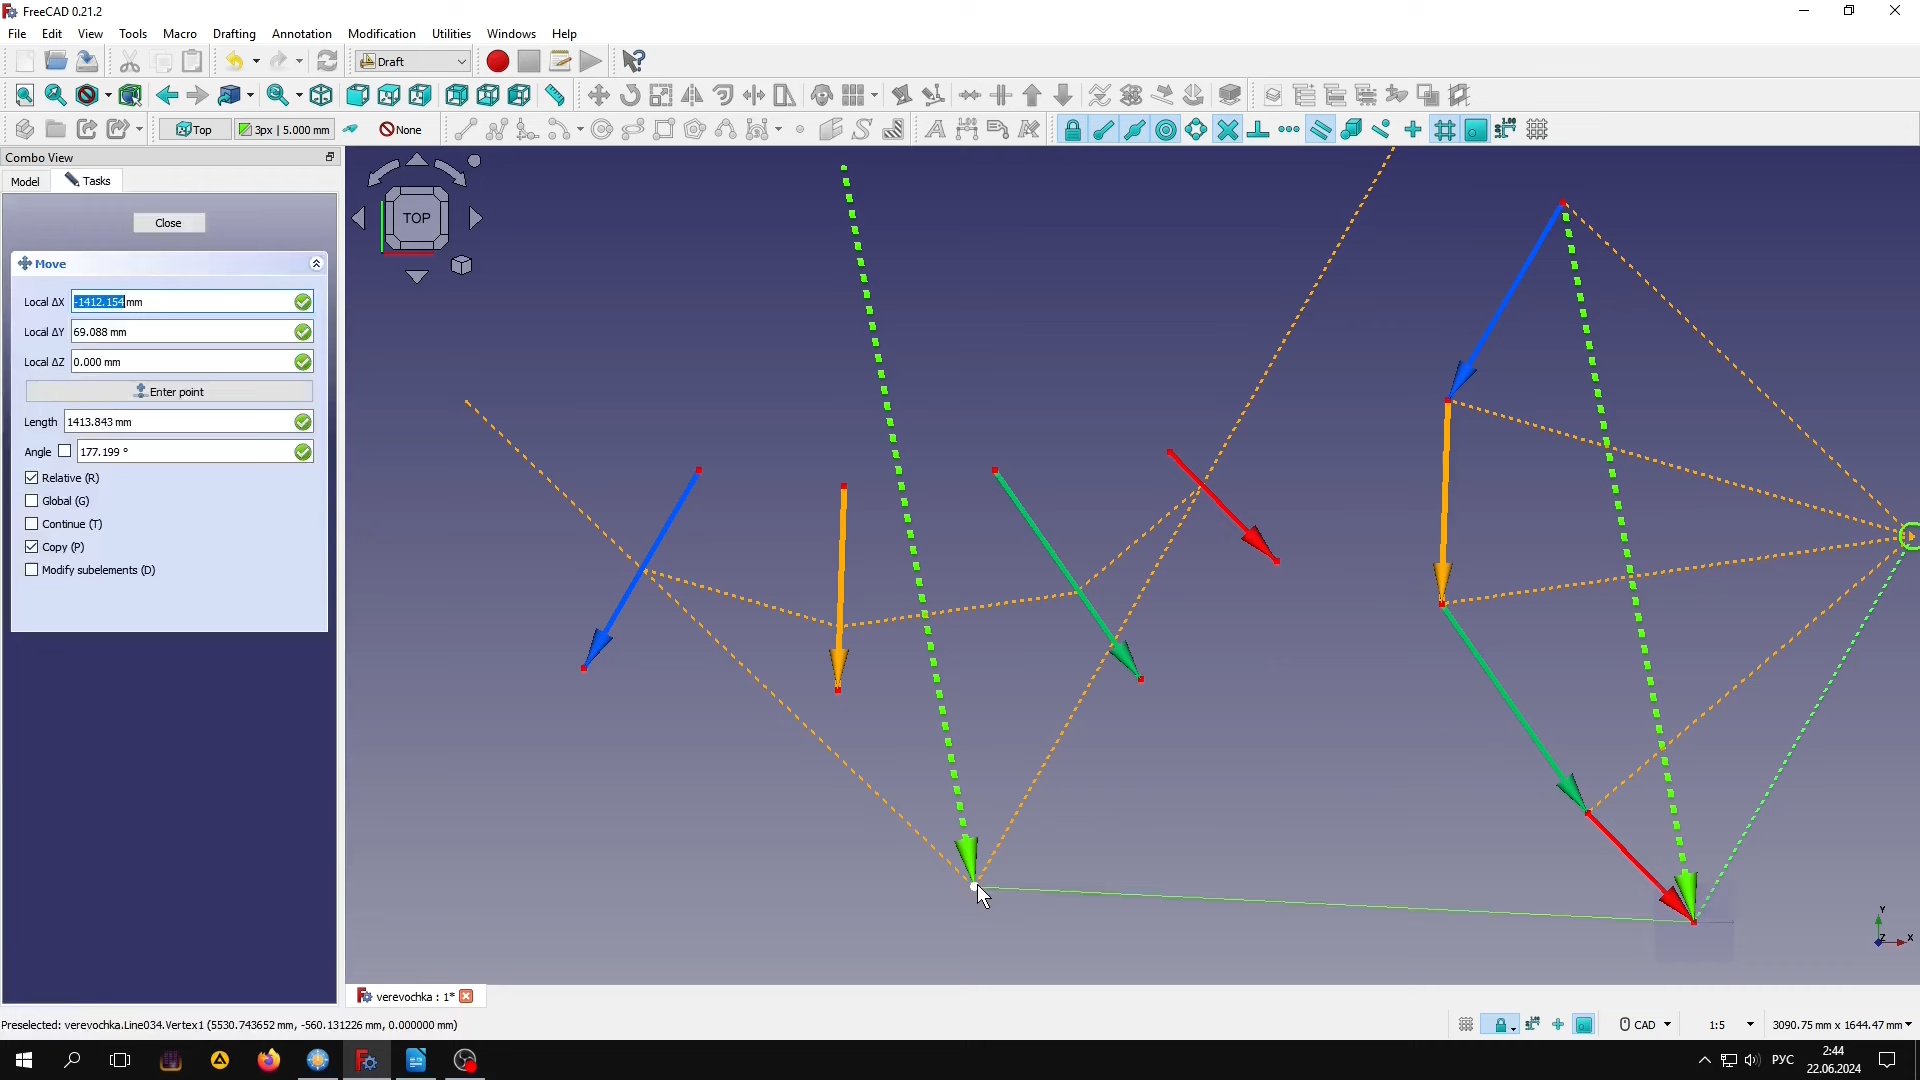 FreeCAD 0.21.2
File Edit View Tools Macro Drafting Annotation Modification Utilities Windows Help
Draft
Top 3px | 5.000 mm None
Combo View
Model Tasks
Close
Move
Local ΔX -1412.154 mm
Local ΔY 69.088 mm
Local ΔZ 0.000 mm
Enter point
Length 1413.843 mm
Angle 177.199 °
Relative (R)
Global (G)
Continue (T)
Copy (P)
Modify subelements (D)
TOP
Y
Z X
verevochka : 1*
Preselected: verevochka.Line034.Vertex1 (5530.743652 mm, -560.131226 mm, 0.000000 mm)
CAD 1:5 3090.75 mm x 1644.47 mm
РУС
2:44
22.06.2024